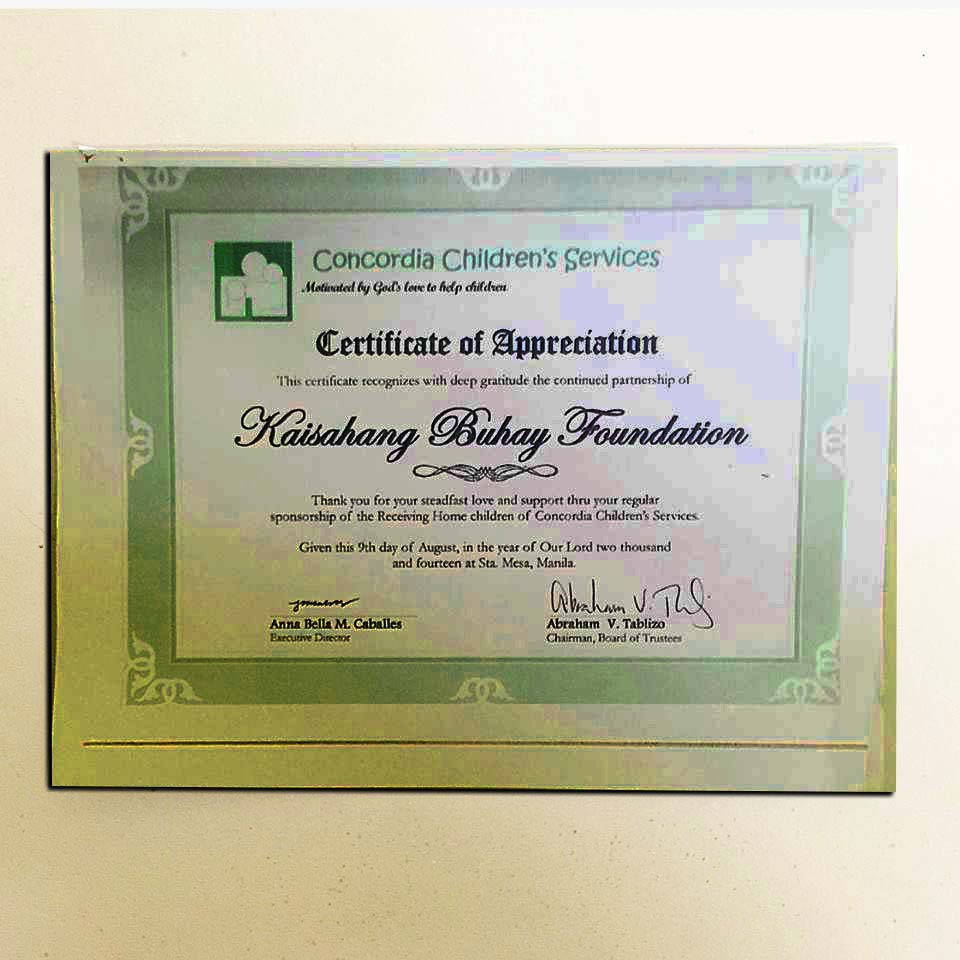 Concordia Children's Services
Motivated by God's love to help children
Certificate of Appreciation
This certificate recognizes with deep gratitude the continued partnership of
Kaisahang Buhay Foundation
Thank you for your steadfast love and support thru your regular
sponsorship of the Receiving Home children of Concordia Children's Services.
Given this 9th day of August, in the year of Our Lord two thousand
and fourteen at Sta. Mesa, Manila.
Abraham V.
Anna Bella M. Caballes
Abraham V. Tablizo
Executive Director
Chairman, Board of Trustees